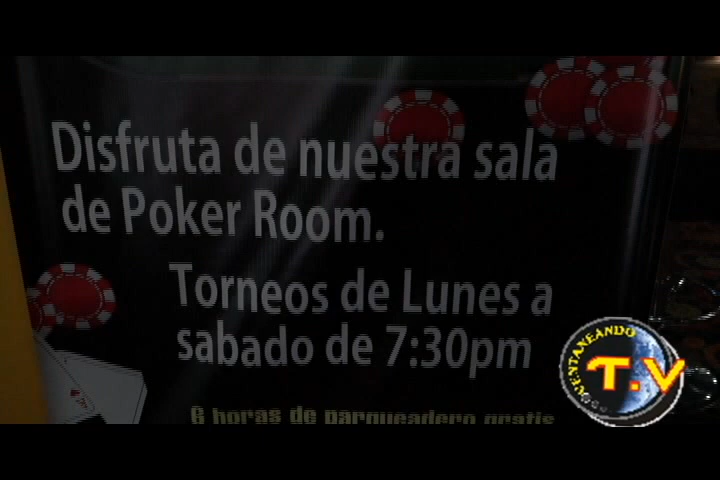 Disfruta de nuestra sala
de Poker Room.
Torneos de Lunes a
sabado de 7:30pm
6 horas de parqueadero gratis
VENTANEANDO
T.V